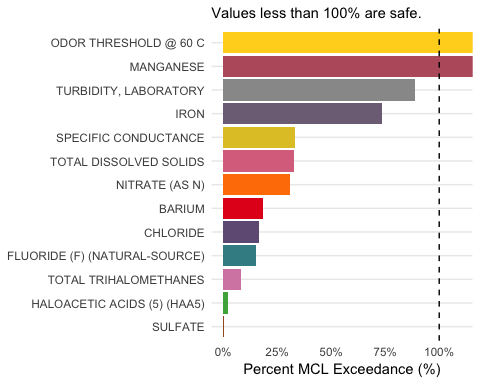 Values less than 100% are safe.
ODOR THRESHOLD @ 60 C
MANGANESE
TURBIDITY, LABORATORY
IRON
SPECIFIC CONDUCTANCE
TOTAL DISSOLVED SOLIDS
NITRATE (AS N)
BARIUM
CHLORIDE
FLUORIDE (F) (NATURAL-SOURCE)
TOTAL TRIHALOMETHANES
HALOACETIC ACIDS (5) (HAA5)
SULFATE
0% 25% 50% 75% 100%
Percent MCL Exceedance (%)